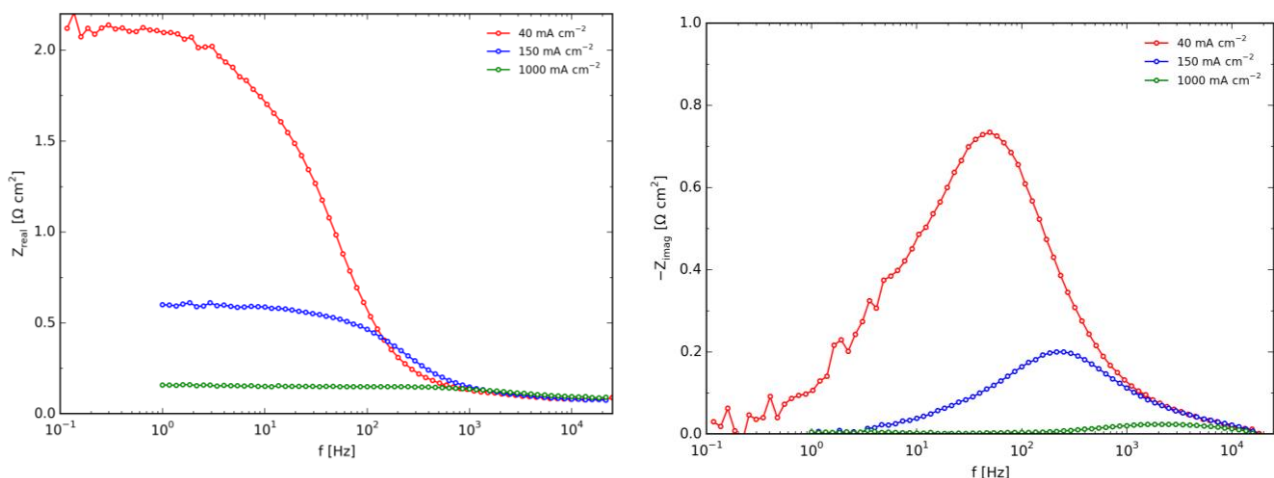 2.0
1.5
1.0
0.5
0.0
Z_real [Ω cm²]
10⁻¹ 10⁰ 10¹ 10² 10³ 10⁴
f [Hz]
40 mA cm⁻²
150 mA cm⁻²
1000 mA cm⁻²
1.0
0.8
0.6
0.4
0.2
0.0
−Z_imag [Ω cm²]
10⁻¹ 10⁰ 10¹ 10² 10³ 10⁴
f [Hz]
40 mA cm⁻²
150 mA cm⁻²
1000 mA cm⁻²